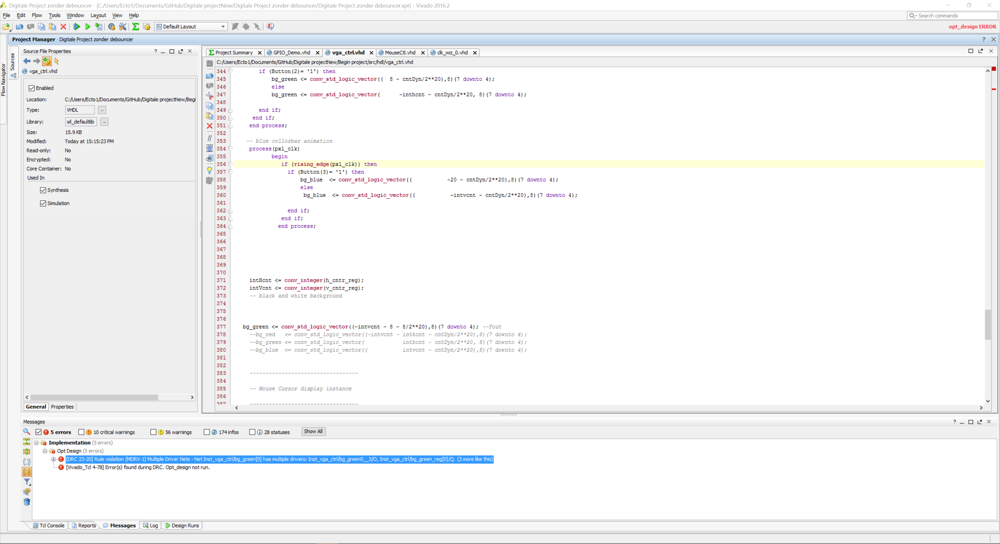 Digitale Project zonder debouncer - [C:/Users/Ecto1/Documents/GitHub/Digitale projectNew/Digitale Project zonder debouncer/Digitale Project zonder debouncer.xpr] - Vivado 2016.2
File Edit Flow Tools Window Layout View Help
Search commands
Default Layout
opt_design ERROR
Project Manager - Digitale Project zonder debouncer
? ×
Flow Navigator
Sources
Source File Properties
vga_ctrl.vhd
Enabled
Location: C:/Users/Ecto1/Documents/GitHub/Digitale projectNew/Begi
Type: VHDL ...
Library: xil_defaultlib ...
Size: 15.9 KB
Modified: Today at 15:15:23 PM
Read-only: No
Encrypted: No
Core Container: No
Used In
Synthesis
Simulation
General Properties
Project Summary GPIO_Demo.vhd vga_ctrl.vhd MouseCtl.vhd clk_wiz_0.vhd
C:/Users/Ecto1/Documents/GitHub/Digitale projectNew/Begin project/src/hdl/vga_ctrl.vhd
344 if (Button(2)= '1') then
345 bg_green <= conv_std_logic_vector((  8 - cntDyn/2**20),8)(7 downto 4);
346 else
347 bg_green <= conv_std_logic_vector(      -inthcnt - cntDyn/2**20, 8)(7 downto 4);
348
349 end if;
350 end if;
351 end process;
352
353 -- blue collorbar animation
354 process(pxl_clk)
355 begin
356 if (rising_edge(pxl_clk)) then
357 if (Button(3)= '1') then
358 bg_blue  <= conv_std_logic_vector((           -20 - cntDyn/2**20),8)(7 downto 4);
359 else
360 bg_blue  <= conv_std_logic_vector((           -intvcnt - cntDyn/2**20),8)(7 downto 4);
361
362 end if;
363 end if;
364 end process;
365
366
367
368
369
370
371 intHcnt <= conv_integer(h_cntr_reg);
372 intVcnt <= conv_integer(v_cntr_reg);
373 -- black and white background
374
375
376
377 bg_green <= conv_std_logic_vector((-intvcnt - 8 - 8/2**20),8)(7 downto 4); --fout
378 --bg_red   <= conv_std_logic_vector((-intvcnt - inthcnt - cntDyn/2**20),8)(7 downto 4);
379 --bg_green <= conv_std_logic_vector(            inthcnt - cntDyn/2**20, 8)(7 downto 4);
380 --bg_blue  <= conv_std_logic_vector((           intvcnt - cntDyn/2**20),8)(7 downto 4);
381
382
383 ----------------------------------
384
385 -- Mouse Cursor display instance
386
387 ----------------------------------
Messages
5 errors 10 critical warnings 56 warnings 174 infos 28 statuses Show All
Implementation (5 errors)
Opt Design (5 errors)
[DRC 23-20] Rule violation (MDRV-1) Multiple Driver Nets - Net Inst_vga_ctrl/bg_green[0] has multiple drivers: Inst_vga_ctrl/bg_green0__3/O, Inst_vga_ctrl/bg_green_reg[0]/Q. (3 more like this)
[Vivado_Tcl 4-78] Error(s) found during DRC. Opt_design not run.
Tcl Console Reports Messages Log Design Runs